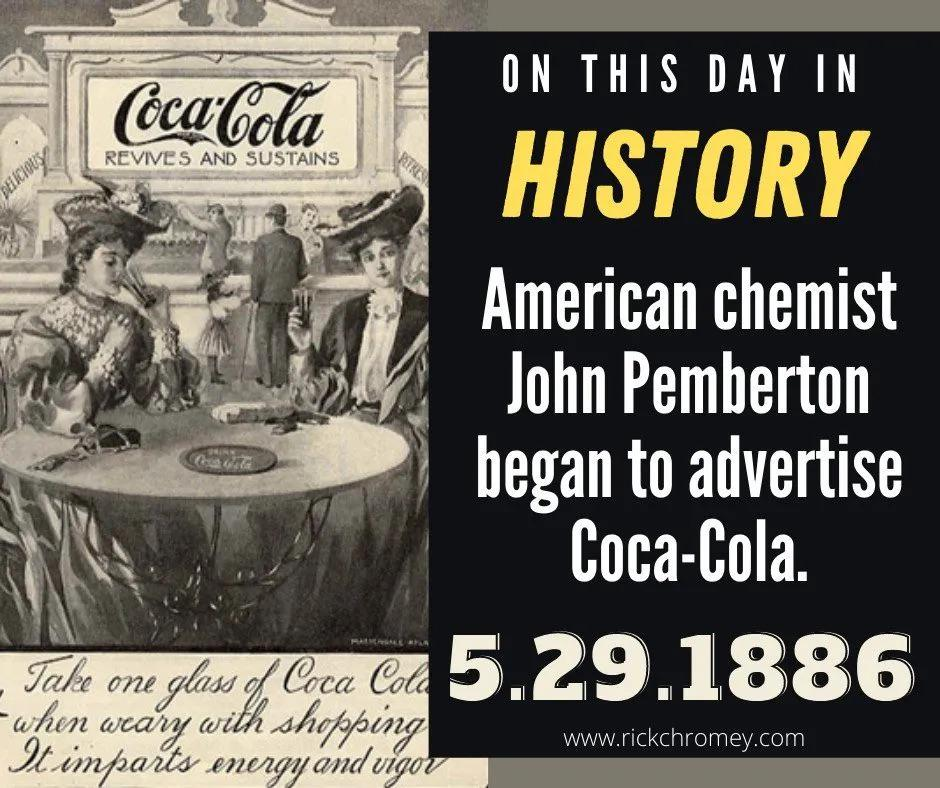 Coca-Cola
REVIVES AND SUSTAINS
DELICIOUS
Coca-Cola
Take one glass of Coca Cola
when weary with shopping
It imparts energy and vigor
ON THIS DAY IN
HISTORY
American chemist
John Pemberton
began to advertise
Coca-Cola.
5.29.1886
www.rickchromey.com